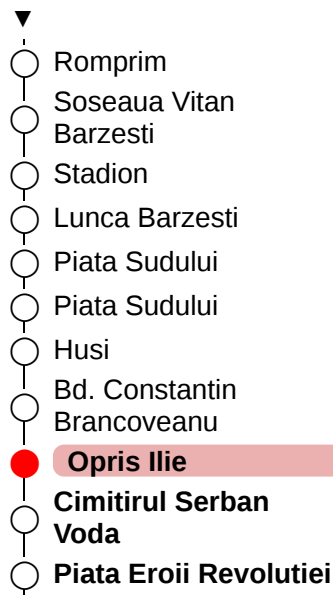 Romprim
Soseaua Vitan
Barzesti
Stadion
Lunca Barzesti
Piata Sudului
Piata Sudului
Husi
Bd. Constantin
Brancoveanu
Opris Ilie
Cimitirul Serban
Voda
Piata Eroii Revolutiei